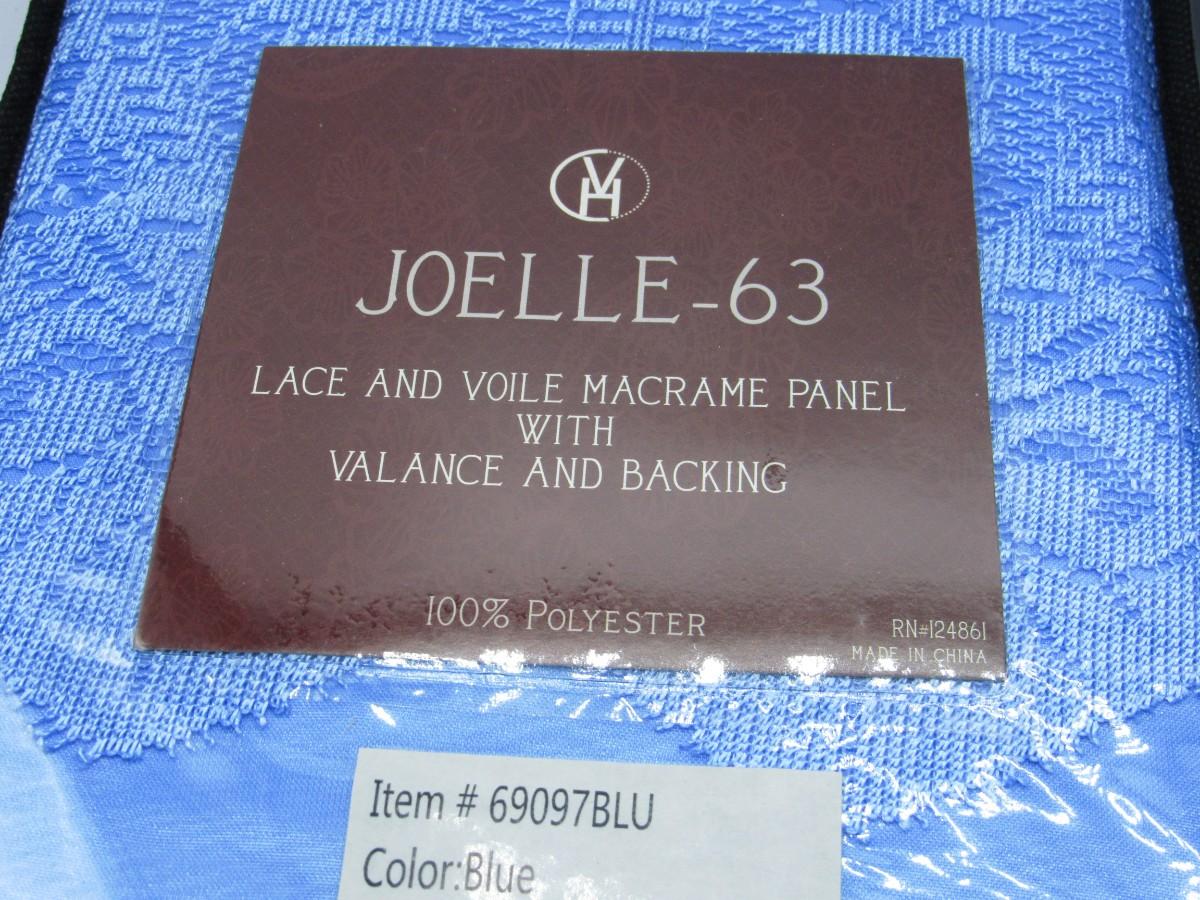 VH
JOELLE-63
LACE AND VOILE MACRAME PANEL
WITH
VALANCE AND BACKING
100% POLYESTER
RN#124861
MADE IN CHINA
Item # 69097BLU
Color:Blue